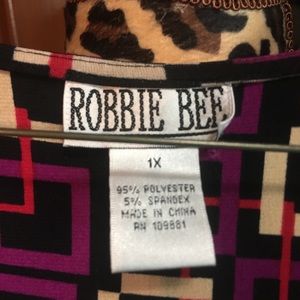 ROBBIE BEE
1X
95% POLYESTER
5% SPANDEX
MADE IN CHINA
RN 109881